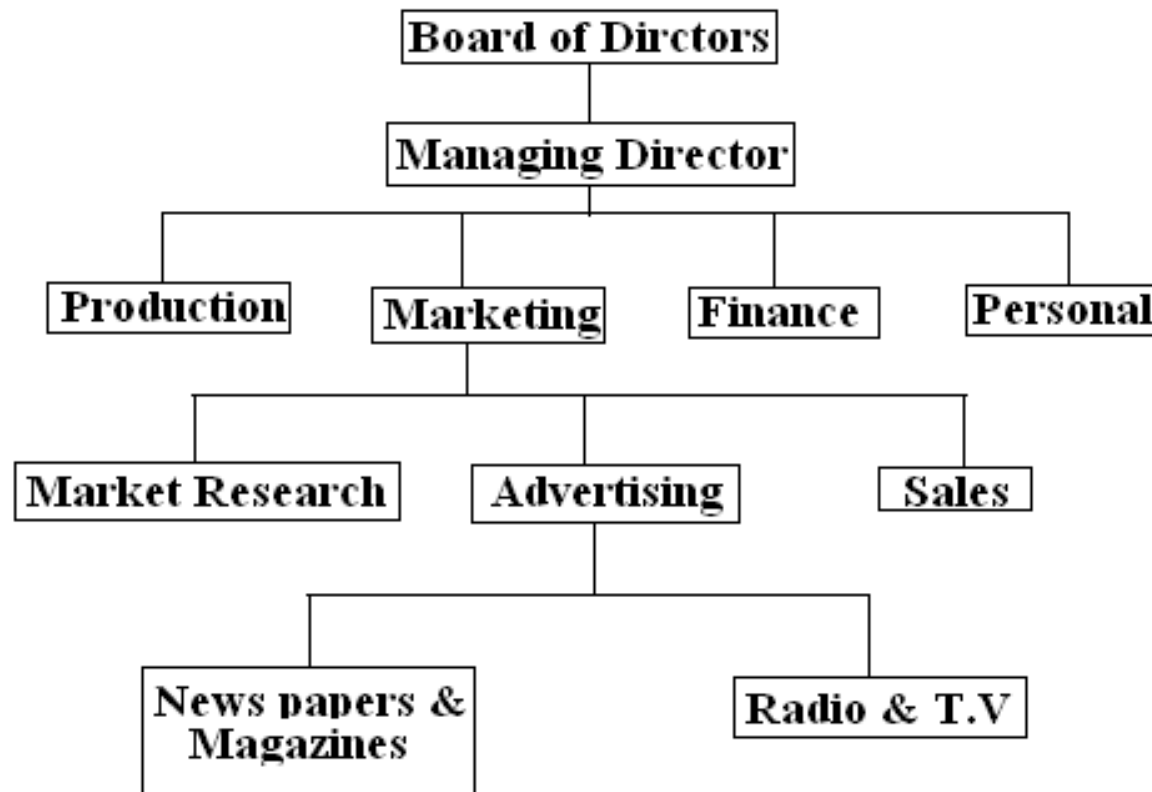 Board of Dirctors
Managing Director
Production
Marketing
Finance
Personal
Market Research
Advertising
Sales
News papers &
Magazines
Radio & T.V